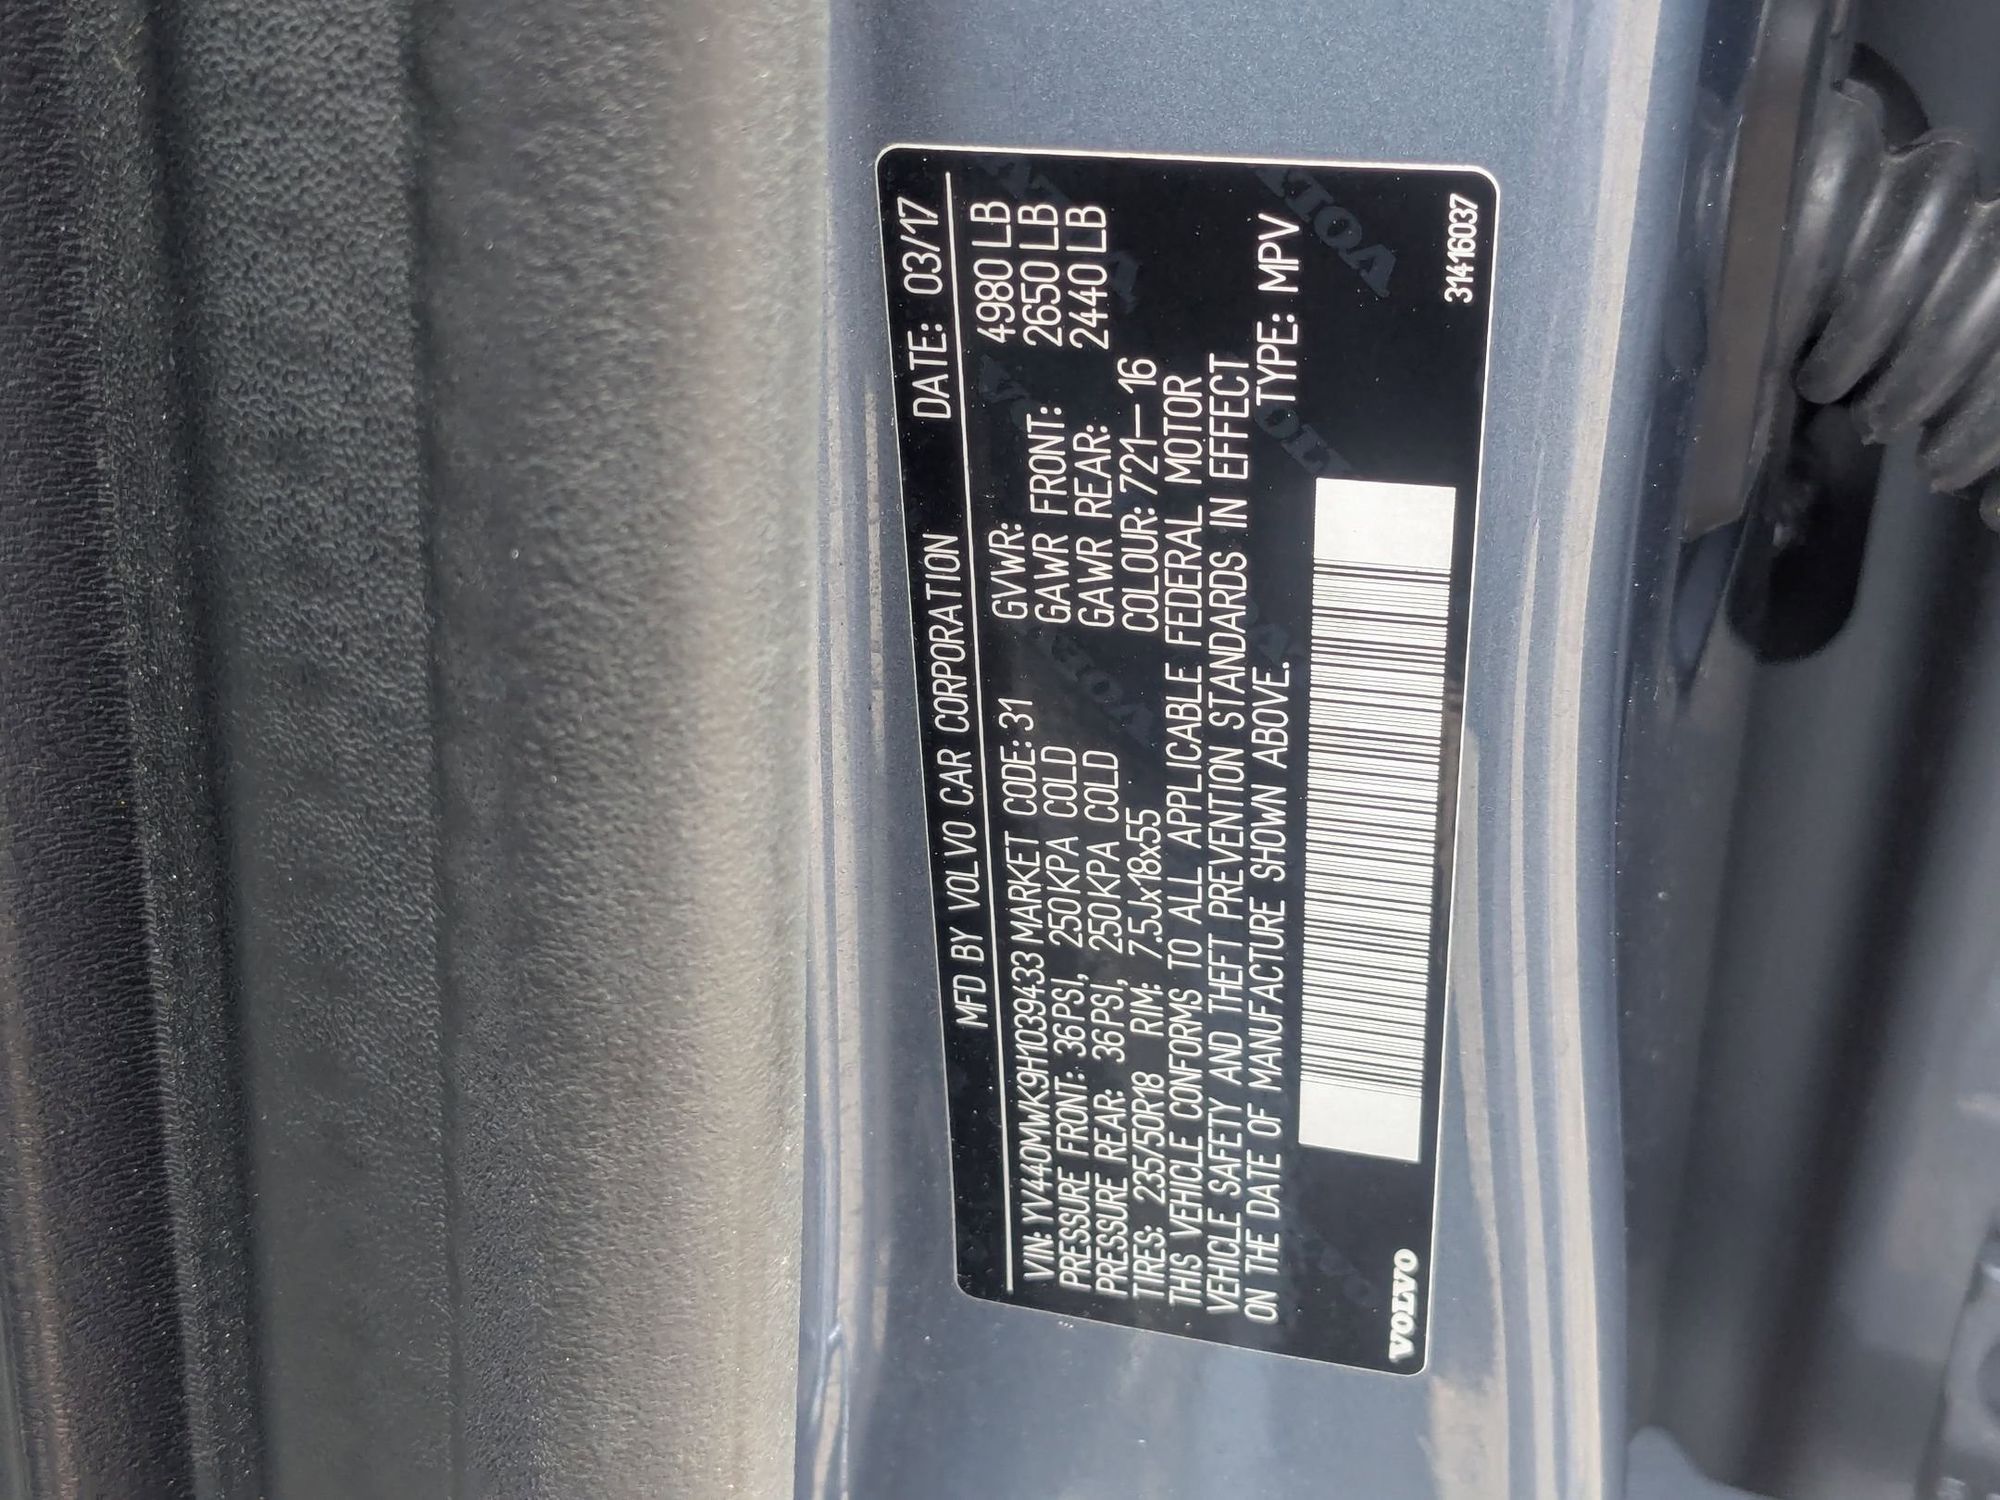 MFD BY VOLVO CAR CORPORATION DATE: 03/17
VIN: YV440MWK9H1039433 MARKET CODE: 31 GVWR: 4980 LB
PRESSURE FRONT: 36PSI, 250KPA COLD GAWR FRONT: 2650 LB
PRESSURE REAR: 36PSI, 250KPA COLD GAWR REAR: 2440 LB
TIRES: 235/50R18 RIM: 7.5Jx18x55 COLOUR: 721-16
THIS VEHICLE CONFORMS TO ALL APPLICABLE FEDERAL MOTOR
VEHICLE SAFETY AND THEFT PREVENTION STANDARDS IN EFFECT
ON THE DATE OF MANUFACTURE SHOWN ABOVE. TYPE: MPV
VOLVO 31416037